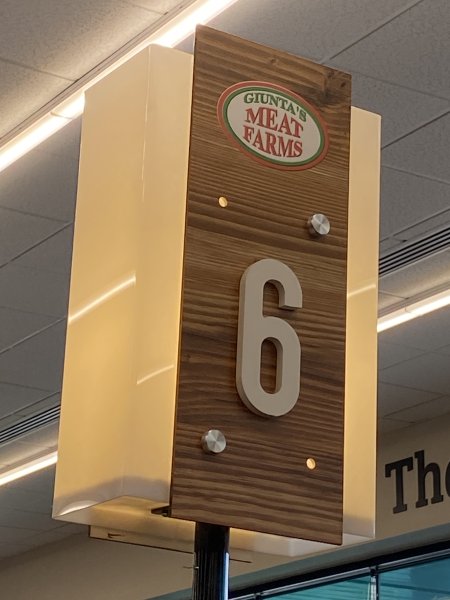 GIUNTA'S
MEAT
FARMS
6
The